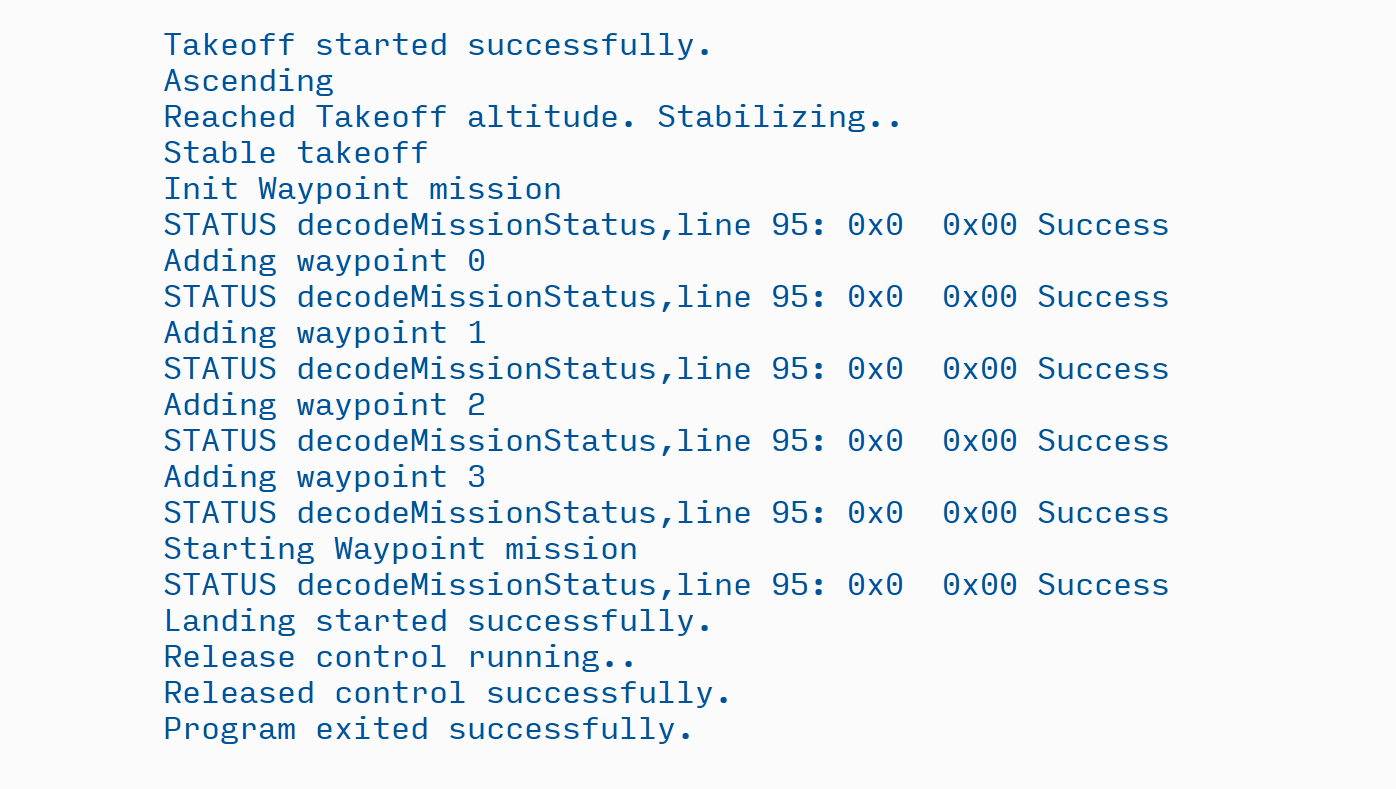 Takeoff started successfully.
Ascending
Reached Takeoff altitude. Stabilizing..
Stable takeoff
Init Waypoint mission
STATUS decodeMissionStatus,line 95: 0x0  0x00 Success
Adding waypoint 0
STATUS decodeMissionStatus,line 95: 0x0  0x00 Success
Adding waypoint 1
STATUS decodeMissionStatus,line 95: 0x0  0x00 Success
Adding waypoint 2
STATUS decodeMissionStatus,line 95: 0x0  0x00 Success
Adding waypoint 3
STATUS decodeMissionStatus,line 95: 0x0  0x00 Success
Starting Waypoint mission
STATUS decodeMissionStatus,line 95: 0x0  0x00 Success
Landing started successfully.
Release control running..
Released control successfully.
Program exited successfully.